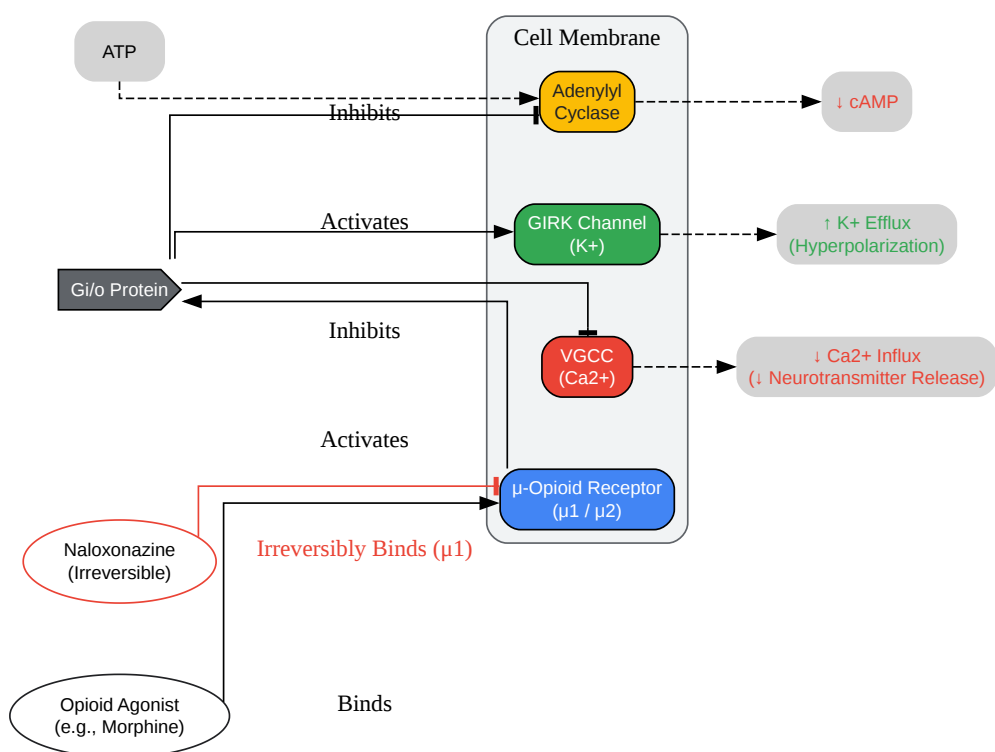 Cell Membrane
ATP
Adenylyl
Cyclase
↓ cAMP
Inhibits
Activates
GIRK Channel
(K+)
↑ K+ Efflux
(Hyperpolarization)
Gi/o Protein
Inhibits
VGCC
(Ca2+)
↓ Ca2+ Influx
(↓ Neurotransmitter Release)
Activates
μ-Opioid Receptor
(μ1 / μ2)
Naloxonazine
(Irreversible)
Irreversibly Binds (μ1)
Opioid Agonist
(e.g., Morphine)
Binds